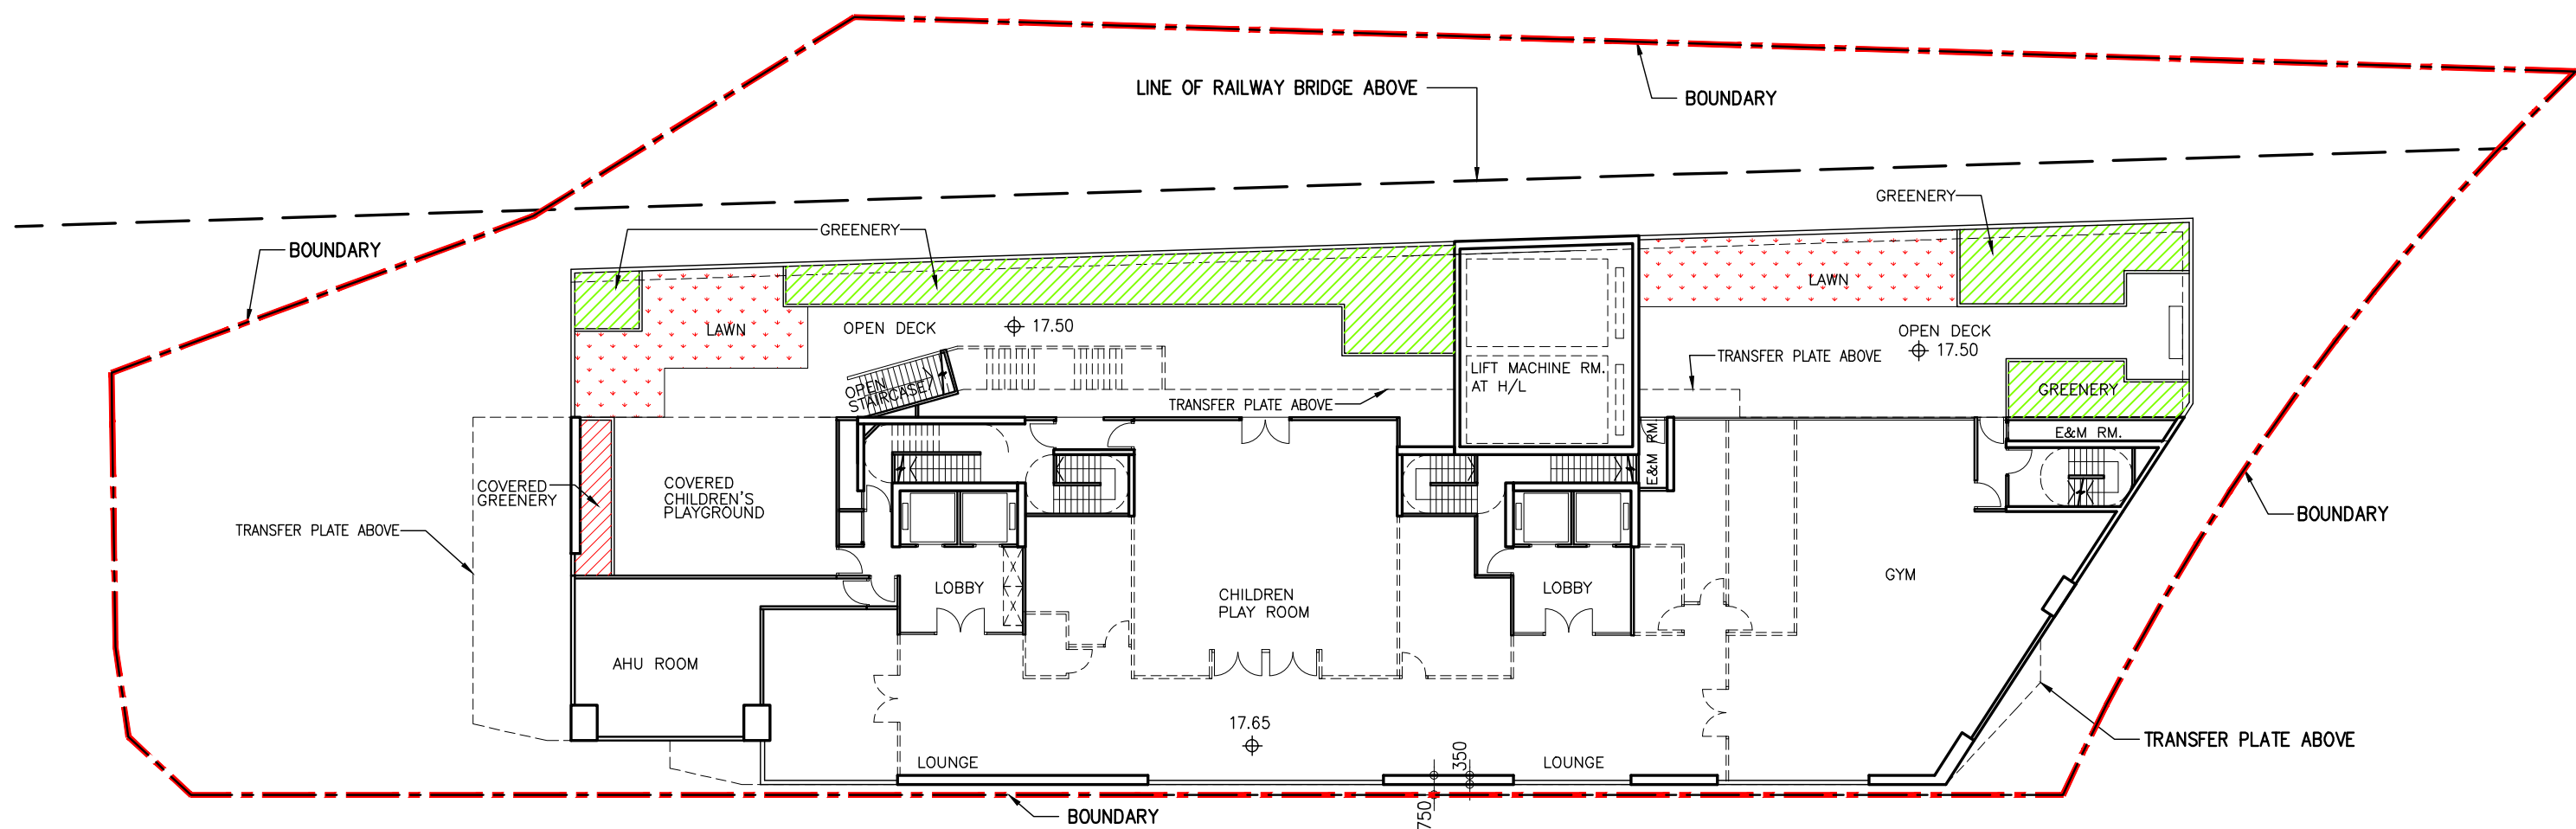 LINE OF RAILWAY BRIDGE ABOVE
BOUNDARY
GREENERY
GREENERY
BOUNDARY
LAWN
LAWN
OPEN DECK
17.50
OPEN DECK
17.50
TRANSFER PLATE ABOVE
LIFT MACHINE RM.
AT H/L
OPEN
STAIRCASE
TRANSFER PLATE ABOVE
GREENERY
E&M RM.
E&M RM.
COVERED
GREENERY
COVERED
CHILDREN'S
PLAYGROUND
TRANSFER PLATE ABOVE
BOUNDARY
LOBBY
CHILDREN
PLAY ROOM
LOBBY
GYM
AHU ROOM
17.65
TRANSFER PLATE ABOVE
LOUNGE
LOUNGE
350
750
BOUNDARY